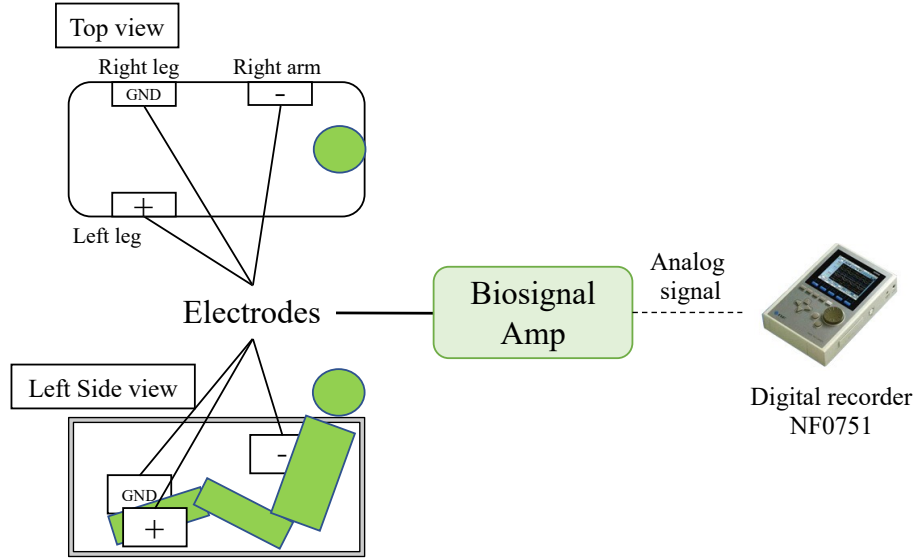 Top view
Right leg
Right arm
GND
-
+
Left leg
Electrodes
Biosignal
Amp
Analog
signal
Digital recorder
NF0751
Left Side view
-
GND
+